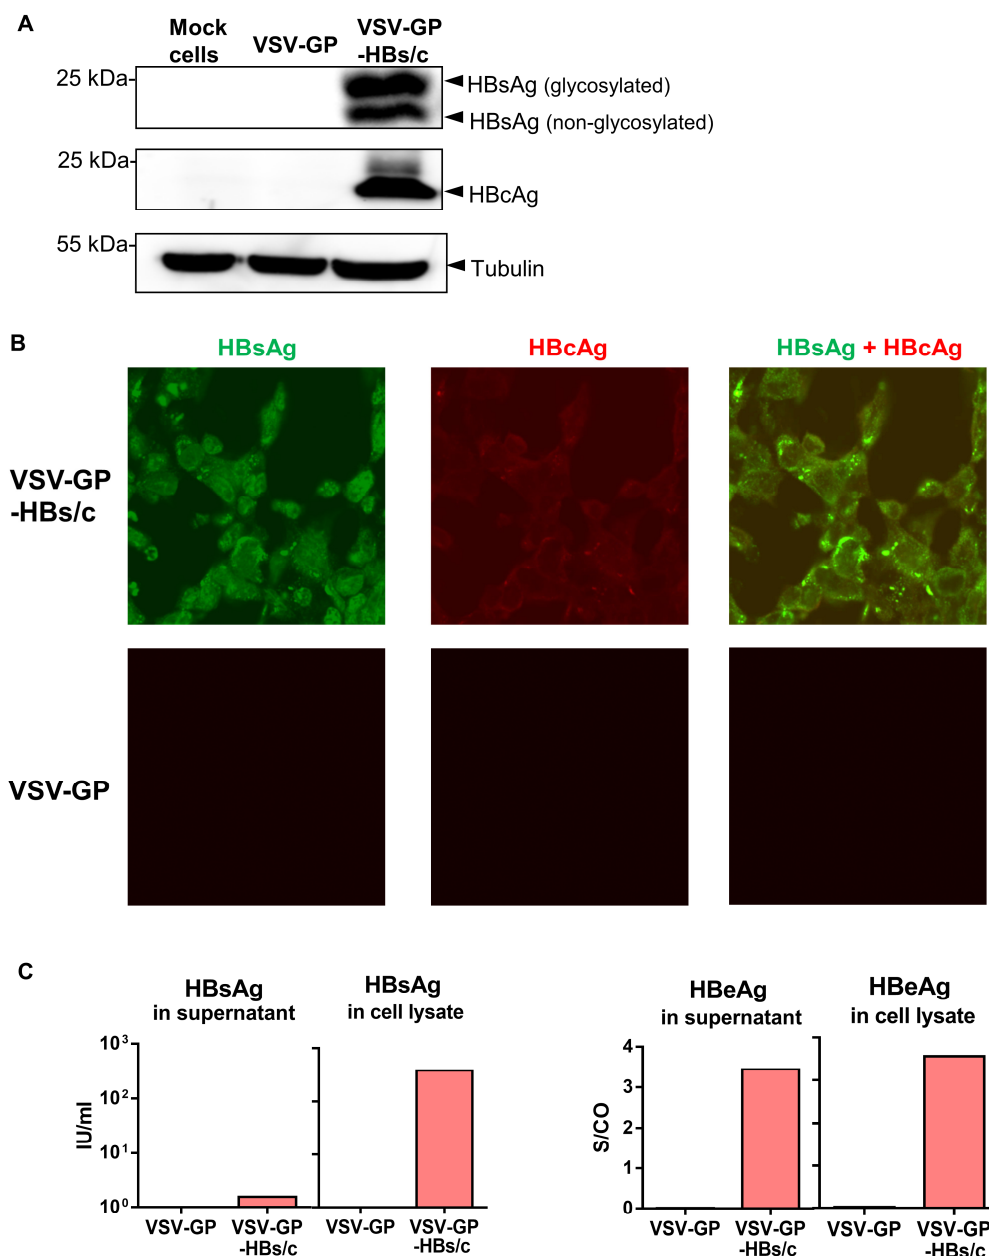 A
Mock
cells
VSV-GP
VSV-GP
-HBs/c
25 kDa
HBsAg (glycosylated)
HBsAg (non-glycosylated)
25 kDa
HBcAg
55 kDa
Tubulin
B
HBsAg
HBcAg
HBsAg + HBcAg
VSV-GP
-HBs/c
VSV-GP
C
HBsAg
in supernatant
HBsAg
in cell lysate
HBeAg
in supernatant
HBeAg
in cell lysate
IU/ml
10³
10²
10¹
10⁰
VSV-GP
VSV-GP
-HBs/c
VSV-GP
VSV-GP
-HBs/c
S/CO
4
3
2
1
0
VSV-GP
VSV-GP
-HBs/c
VSV-GP
VSV-GP
-HBs/c